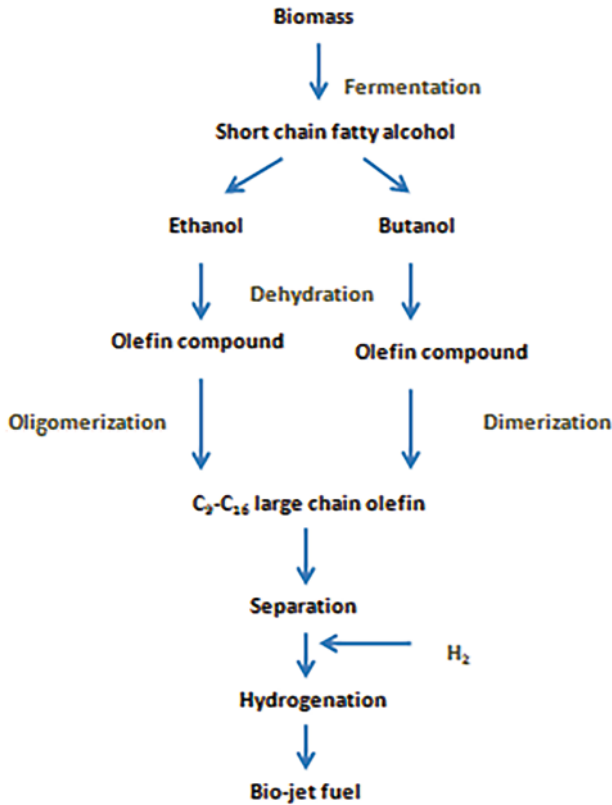 Biomass
Fermentation
Short chain fatty alcohol
Ethanol
Butanol
Dehydration
Olefin compound
Olefin compound
Oligomerization
Dimerization
C₉-C₁₆ large chain olefin
Separation
H₂
Hydrogenation
Bio-jet fuel